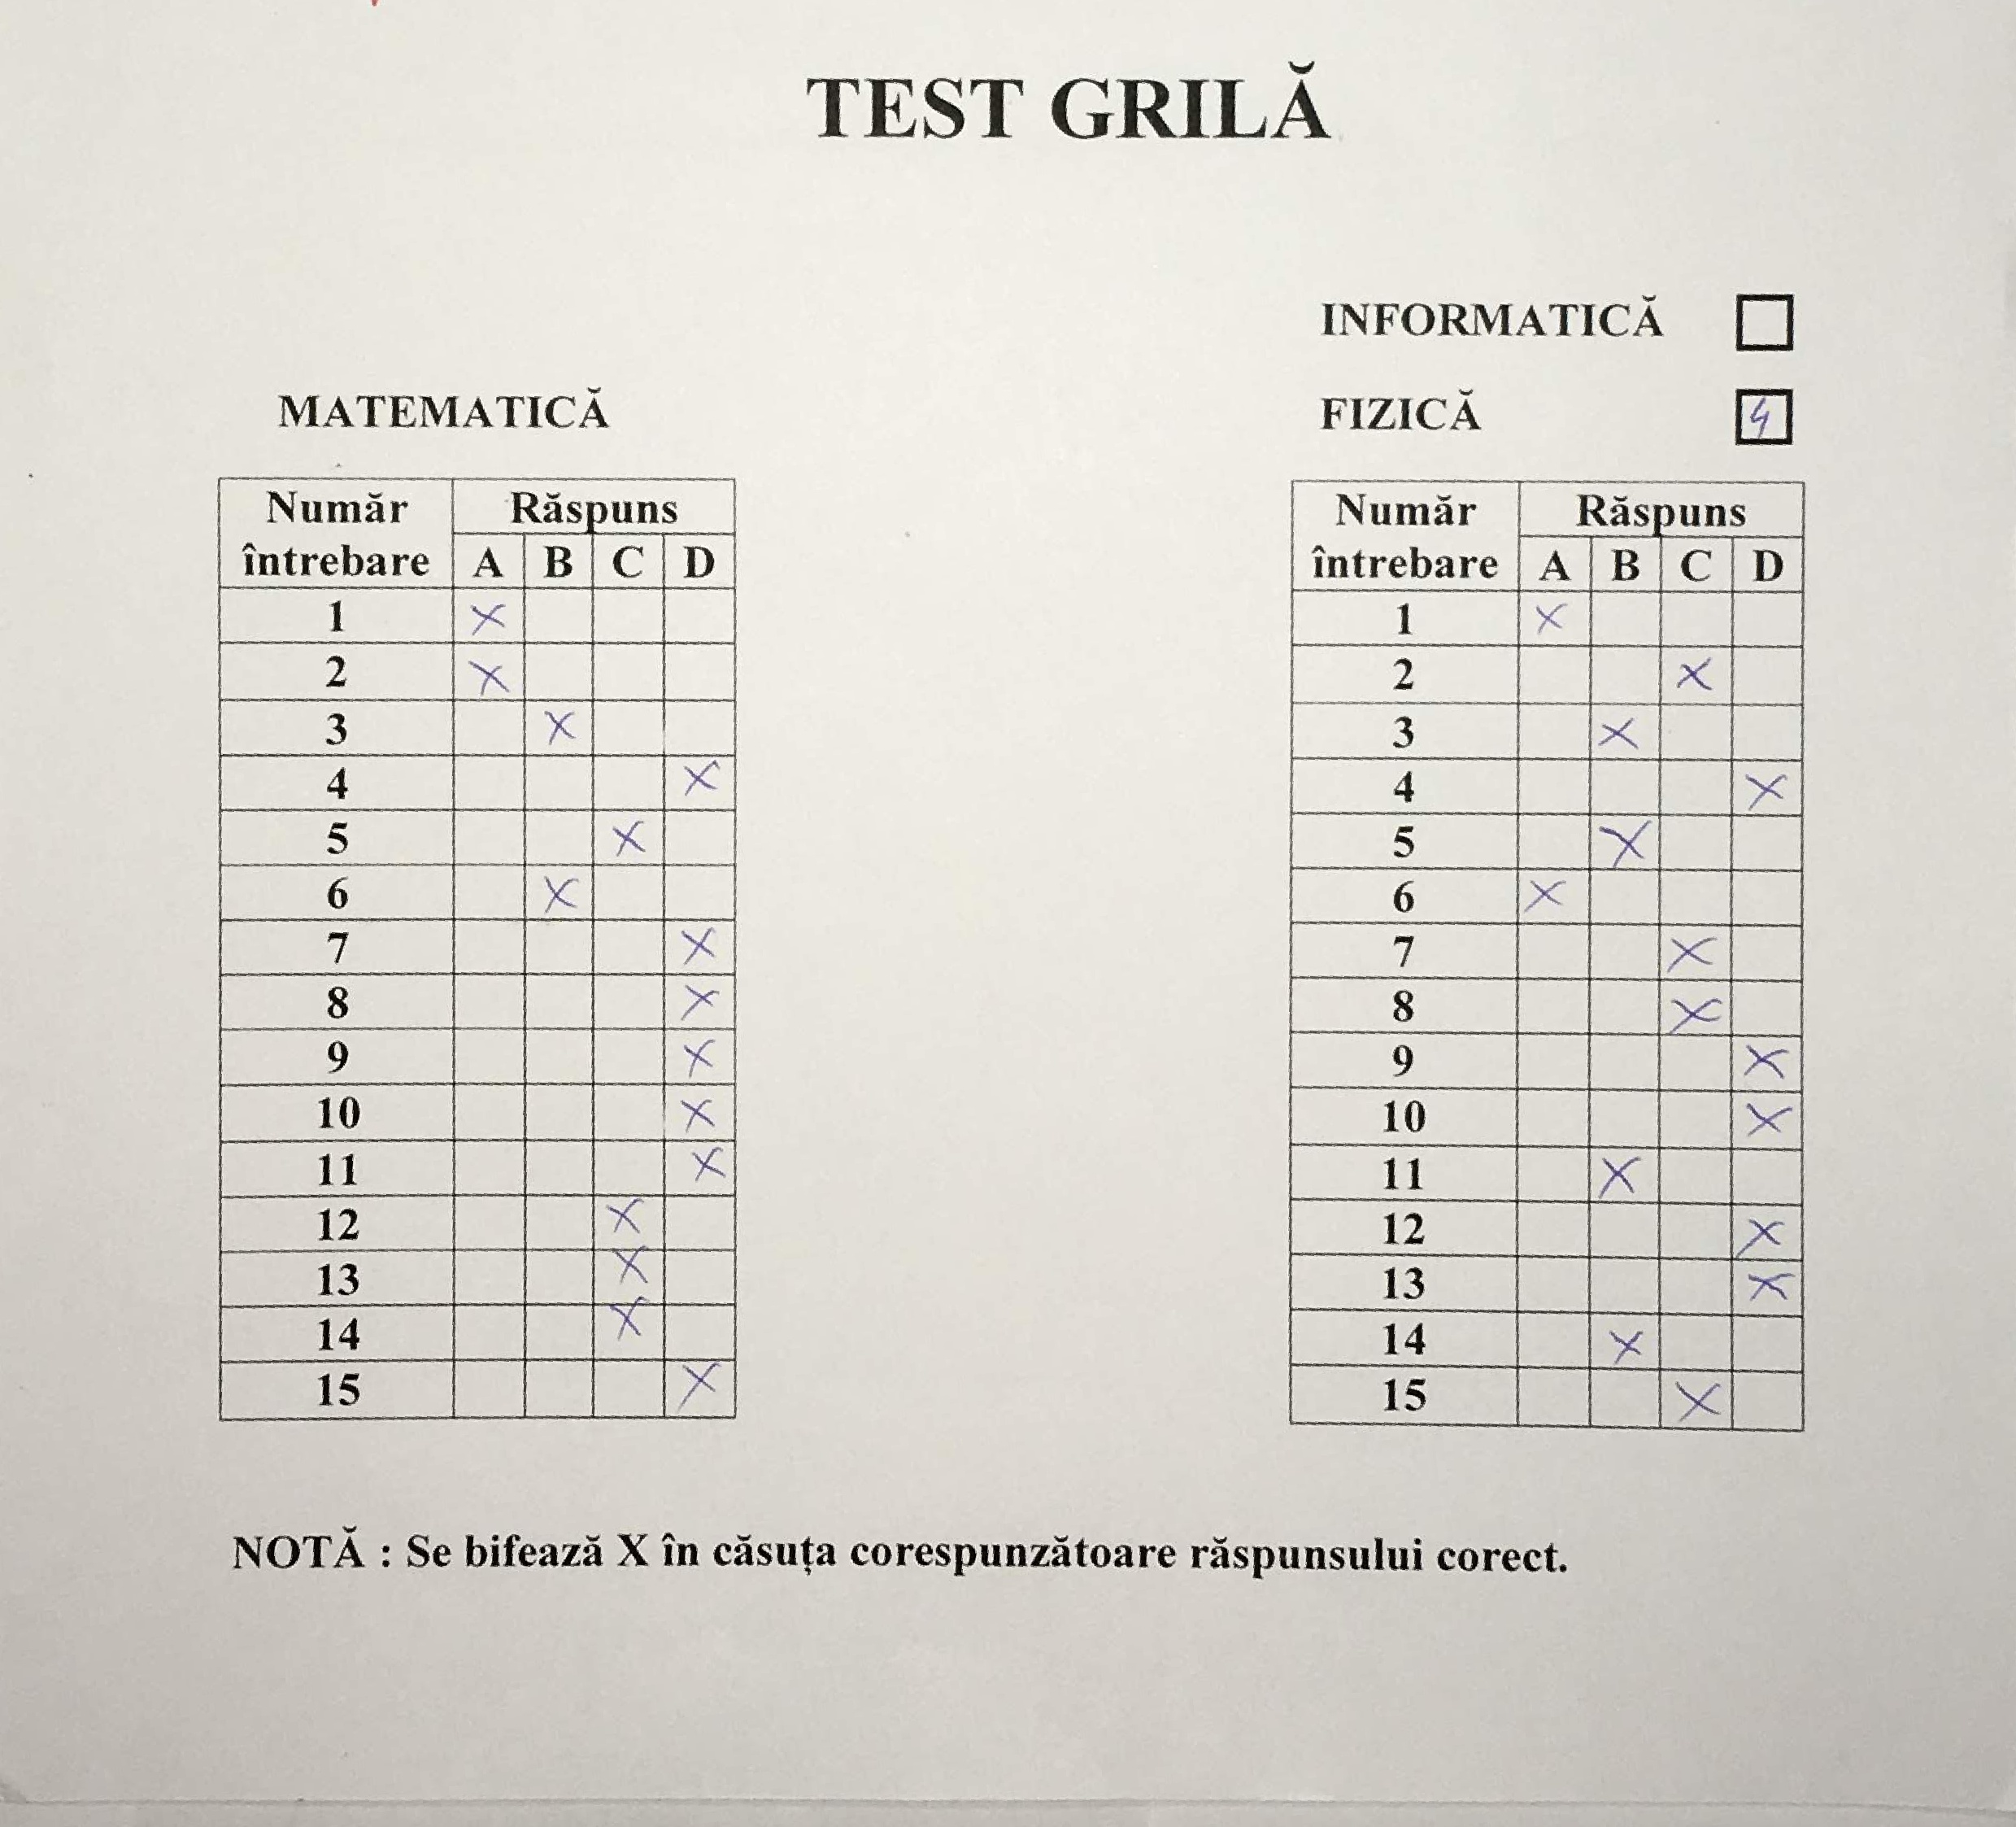 TEST GRILĂ
INFORMATICĂ
MATEMATICĂ
FIZICĂ 4
Număr întrebare Răspuns
A B C D
1 X
2 X
3 X
4 X
5 X
6 X
7 X
8 X
9 X
10 X
11 X
12 X
13 X
14 X
15 X
Număr întrebare Răspuns
A B C D
1 X
2 X
3 X
4 X
5 X
6 X
7 X
8 X
9 X
10 X
11 X
12 X
13 X
14 X
15 X
NOTĂ : Se bifează X în căsuța corespunzătoare răspunsului corect.